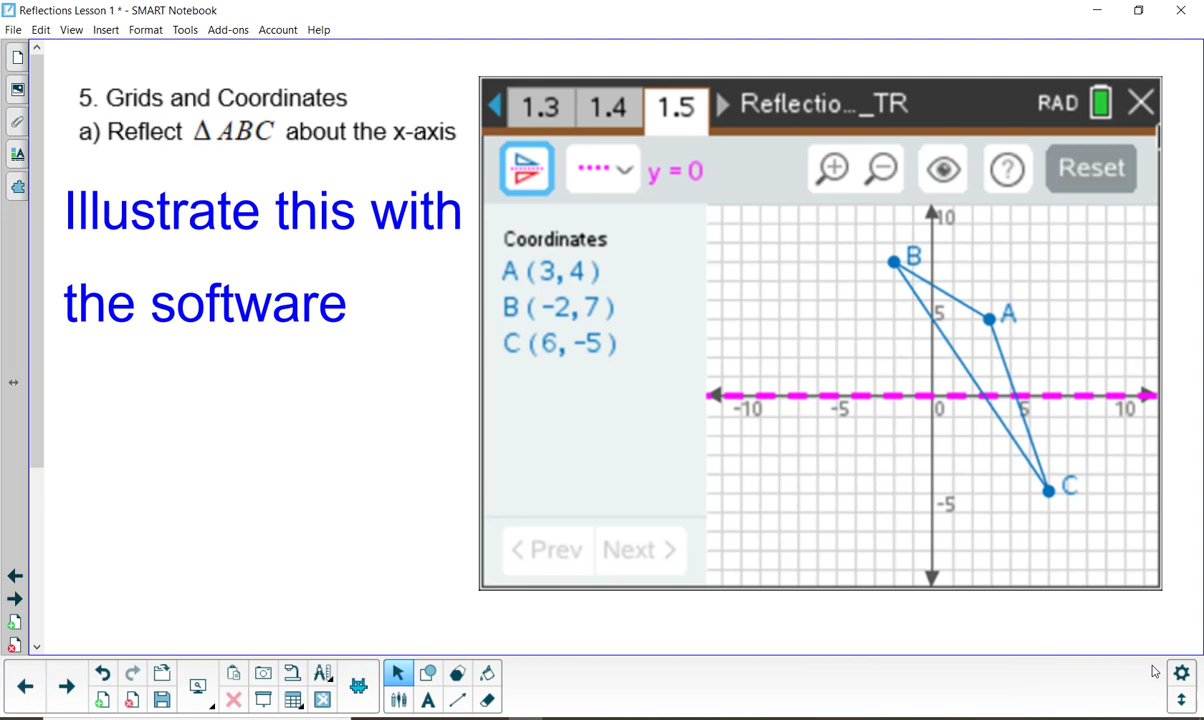 Reflections Lesson 1 * - SMART Notebook
File Edit View Insert Format Tools Add-ons Account Help
5. Grids and Coordinates
a) Reflect Δ ABC about the x-axis
Illustrate this with
the software
1.3 1.4 1.5 Reflectio..._TR RAD
y = 0 Reset
Coordinates
A (3, 4)
B (-2, 7)
C (6, -5)
< Prev Next >
10
B
5
A
-10 -5 0 5 10
C
-5